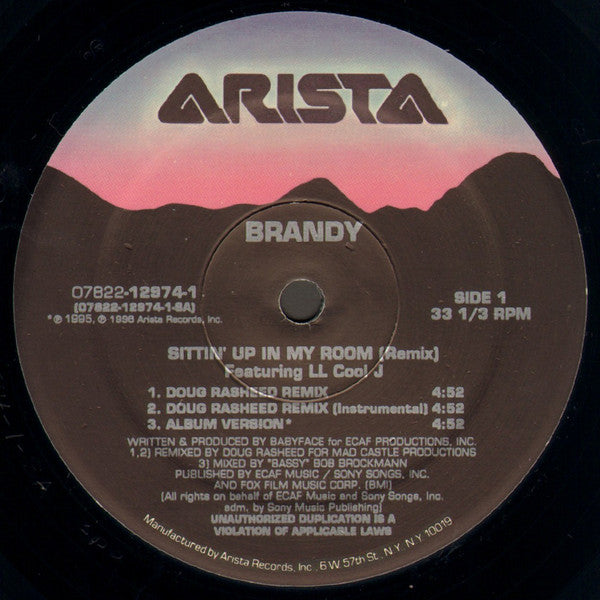 ARISTA
BRANDY
07822-12974-1
(07822-12974-1-SA)
* ℗ 1995, ℗ 1996 Arista Records, Inc.
SIDE 1
33 1/3 RPM
SITTIN' UP IN MY ROOM (Remix)
Featuring LL Cool J
1. DOUG RASHEED REMIX 4:52
2. DOUG RASHEED REMIX (Instrumental) 4:52
3. ALBUM VERSION* 4:52
WRITTEN & PRODUCED BY BABYFACE for ECAF PRODUCTIONS, INC.
1,2) REMIXED BY DOUG RASHEED FOR MAD CASTLE PRODUCTIONS
3) MIXED BY "BASSY" BOB BROCKMANN
PUBLISHED BY ECAF MUSIC / SONY SONGS, INC.
AND FOX FILM MUSIC CORP. (BMI)
(All rights on behalf of ECAF Music and Sony Songs, Inc.
adm. by Sony Music Publishing)
UNAUTHORIZED DUPLICATION IS A
VIOLATION OF APPLICABLE LAWS
Manufactured by Arista Records, Inc., 6 W. 57th St., N.Y. N.Y. 10019